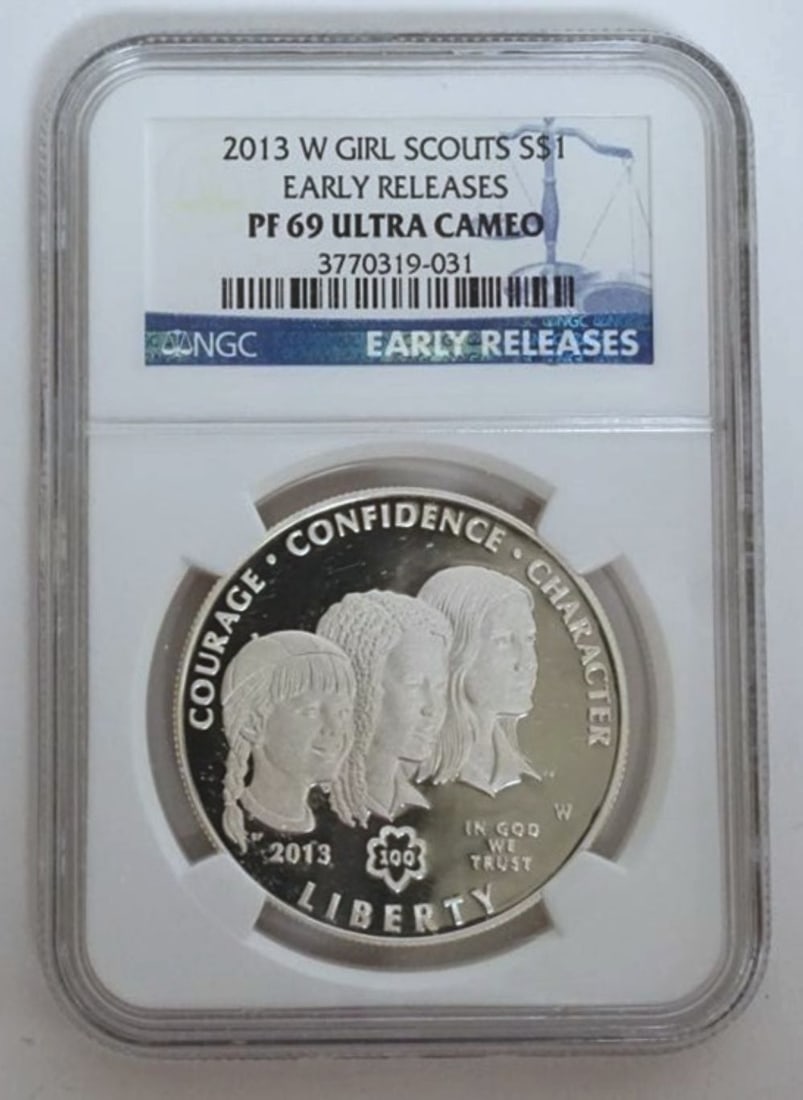 2013 W GIRL SCOUTS S$1
EARLY RELEASES
PF 69 ULTRA CAMEO
3770319-031
NGC
NGC
EARLY RELEASES
COURAGE · CONFIDENCE · CHARACTER
W
2013
100
IN GOD
WE
TRUST
LIBERTY